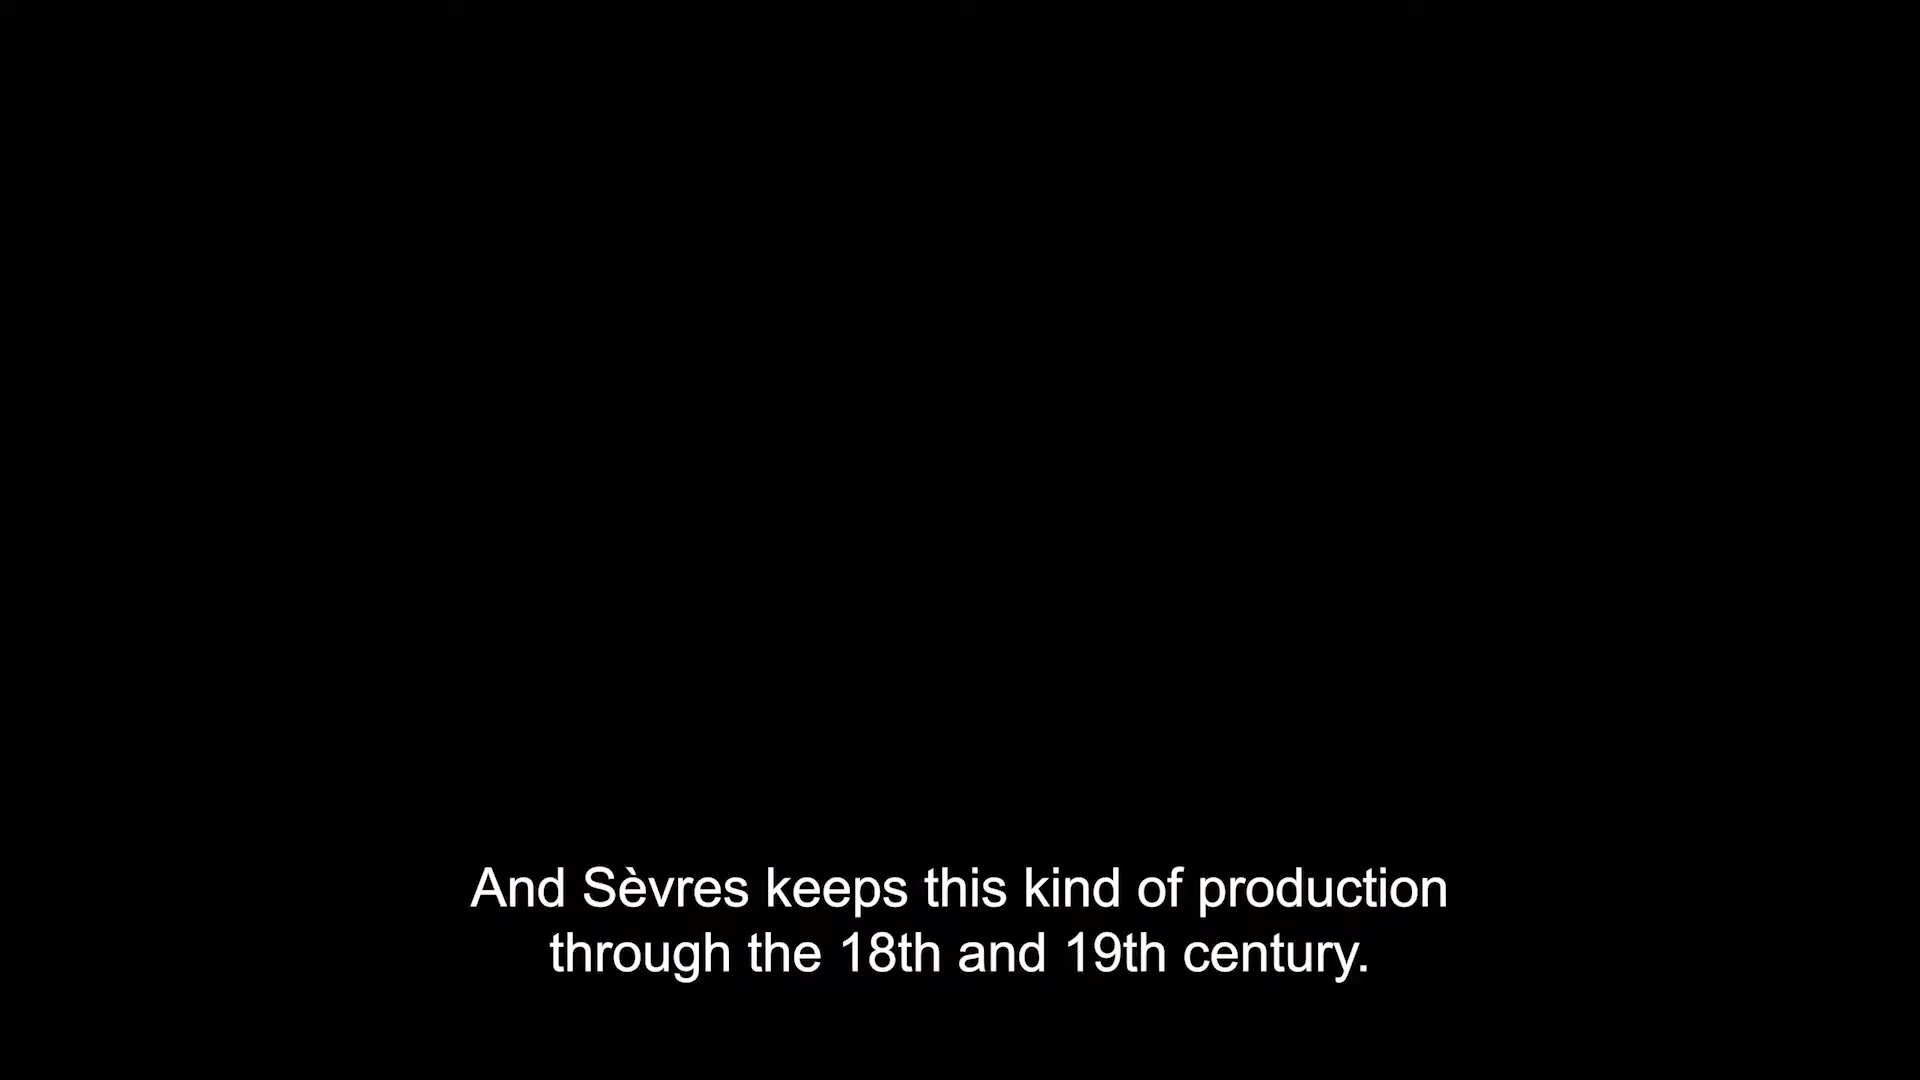 And Sèvres keeps this kind of production
through the 18th and 19th century.